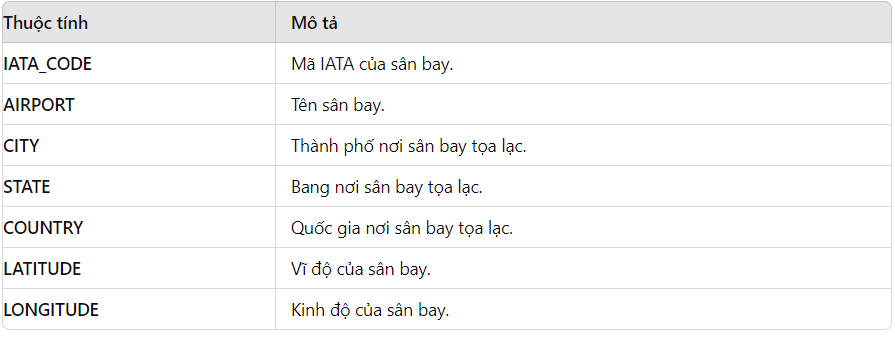 Thuộc tính Mô tả
IATA_CODE Mã IATA của sân bay.
AIRPORT Tên sân bay.
CITY Thành phố nơi sân bay tọa lạc.
STATE Bang nơi sân bay tọa lạc.
COUNTRY Quốc gia nơi sân bay tọa lạc.
LATITUDE Vĩ độ của sân bay.
LONGITUDE Kinh độ của sân bay.